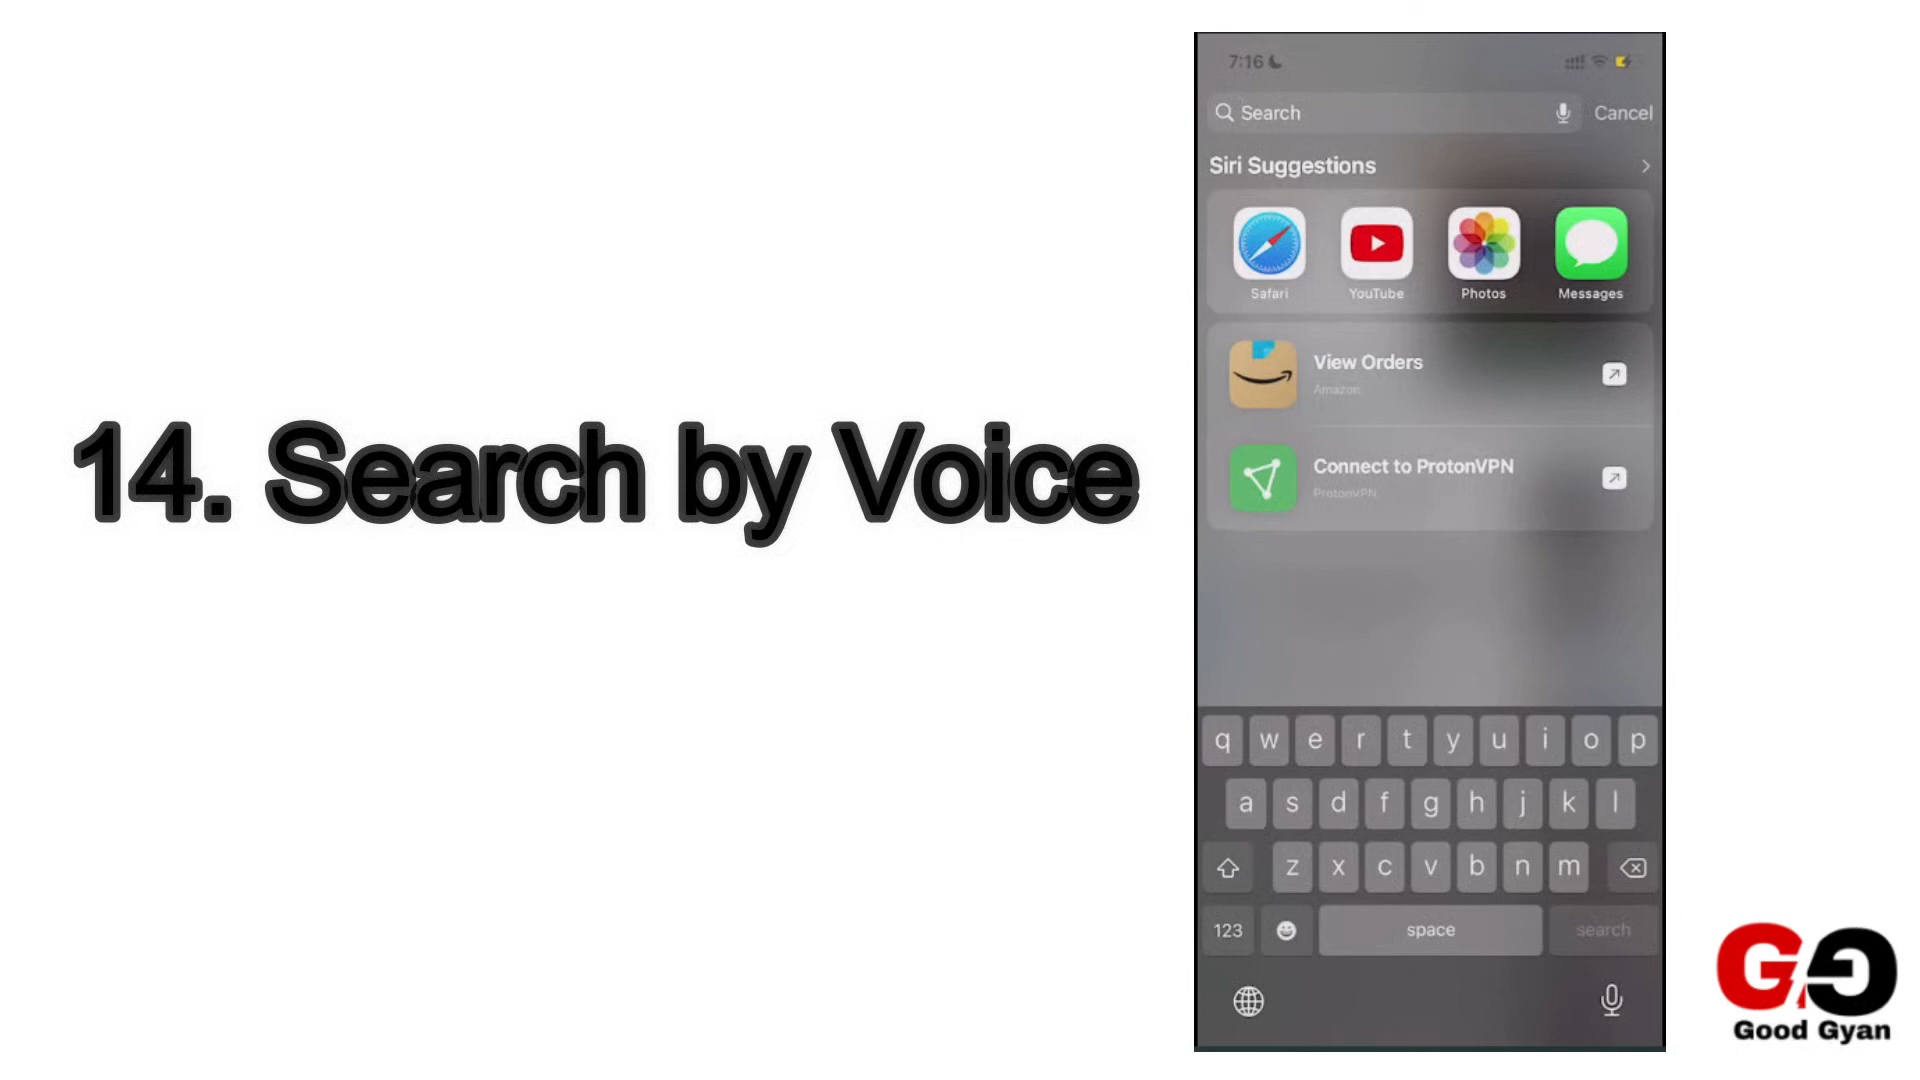 14. Search by Voice
7:16
Search
Cancel
Siri Suggestions
Safari
YouTube
Photos
Messages
View Orders
Amazon
Connect to ProtonVPN
ProtonVPN
q w e r t y u i o p
a s d f g h j k l
z x c v b n m
123
space
search
GG
Good Gyan